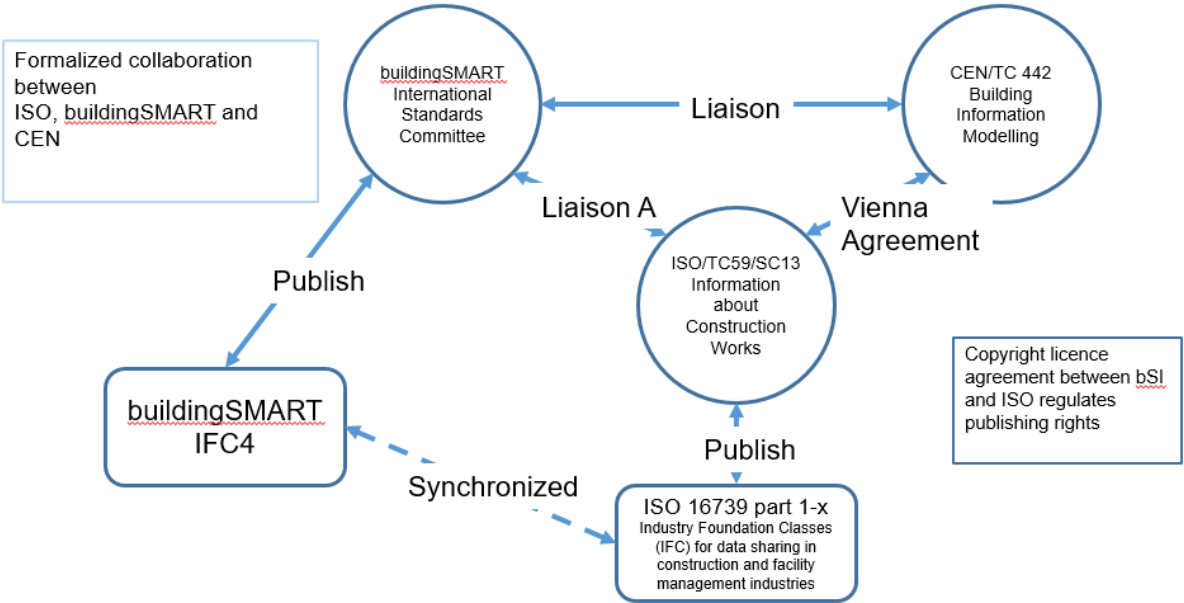 Formalized collaboration
between
ISO, buildingSMART and
CEN
buildingSMART
International
Standards
Committee
Liaison
CEN/TC 442
Building
Information
Modelling
Liaison A
Vienna
Agreement
ISO/TC59/SC13
Information
about
Construction
Works
Publish
Copyright licence
agreement between bSI
and ISO regulates
publishing rights
buildingSMART
IFC4
Publish
Synchronized
ISO 16739 part 1-x
Industry Foundation Classes
(IFC) for data sharing in
construction and facility
management industries